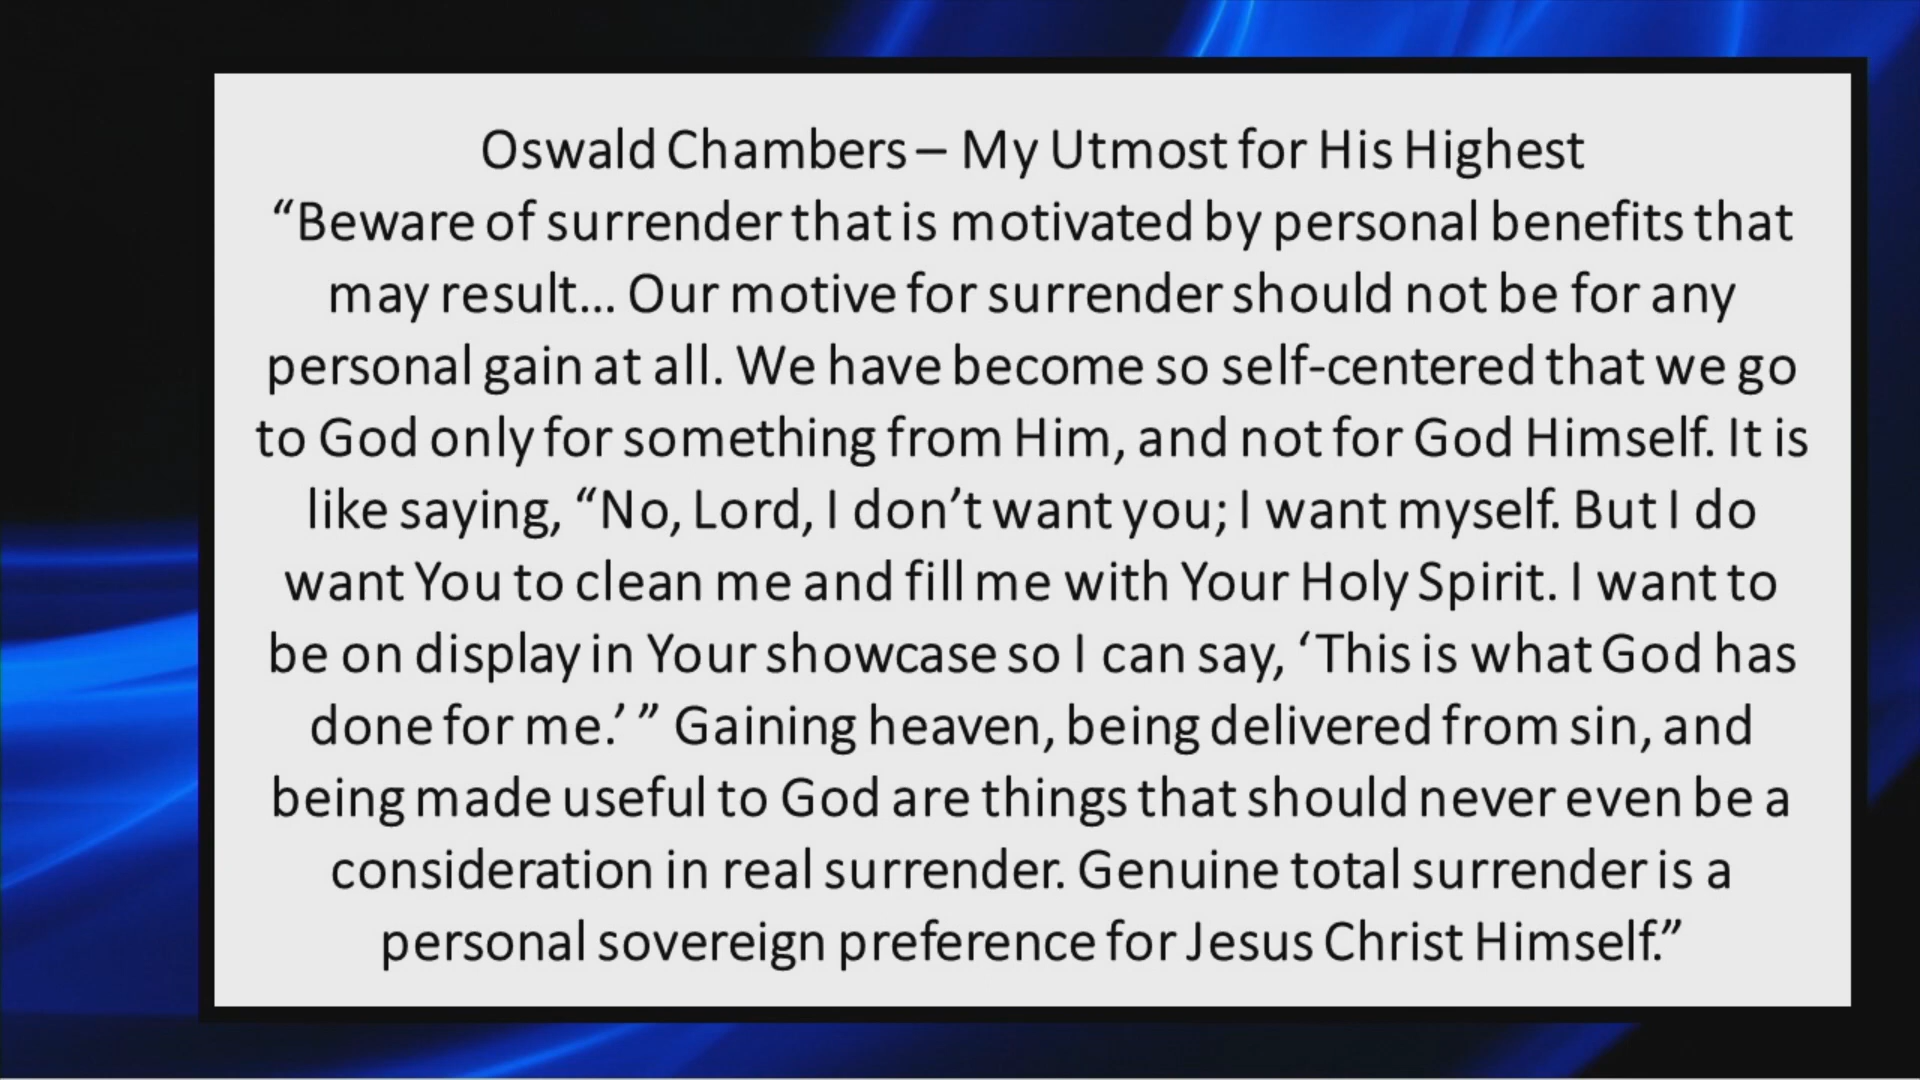 Oswald Chambers – My Utmost for His Highest
“Beware of surrender that is motivated by personal benefits that
may result… Our motive for surrender should not be for any
personal gain at all. We have become so self-centered that we go
to God only for something from Him, and not for God Himself. It is
like saying, “No, Lord, I don’t want you; I want myself. But I do
want You to clean me and fill me with Your Holy Spirit. I want to
be on display in Your showcase so I can say, ‘This is what God has
done for me.’ ” Gaining heaven, being delivered from sin, and
being made useful to God are things that should never even be a
consideration in real surrender. Genuine total surrender is a
personal sovereign preference for Jesus Christ Himself.”